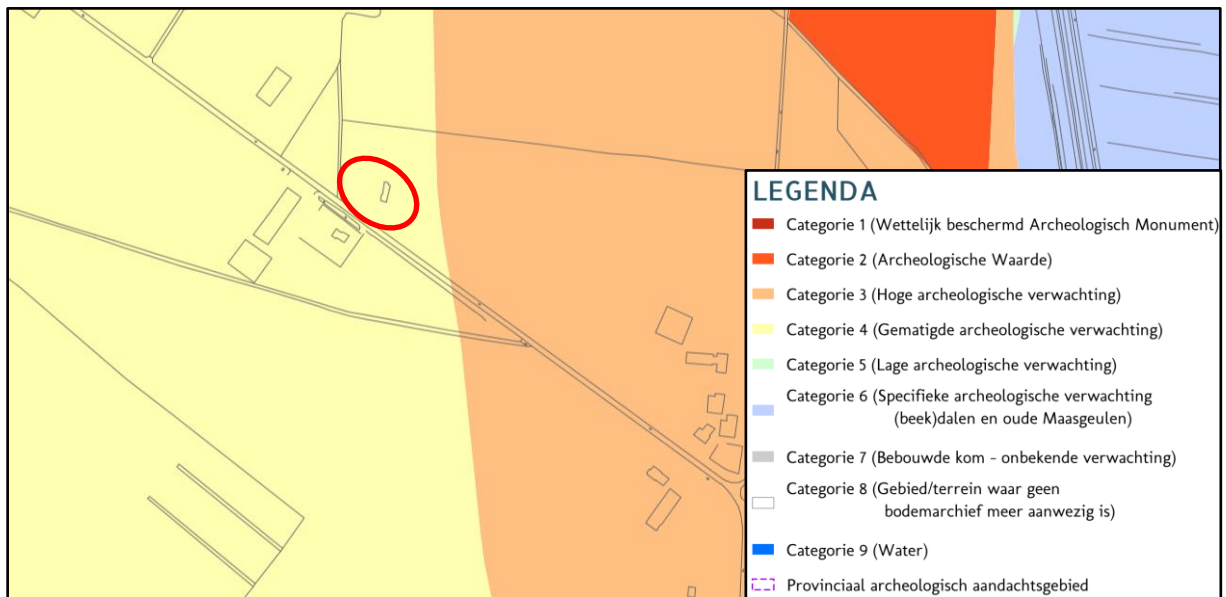 LEGENDA
Categorie 1 (Wettelijk beschermd Archeologisch Monument)
Categorie 2 (Archeologische Waarde)
Categorie 3 (Hoge archeologische verwachting)
Categorie 4 (Gematigde archeologische verwachting)
Categorie 5 (Lage archeologische verwachting)
Categorie 6 (Specifieke archeologische verwachting
(beek)dalen en oude Maasgeulen)
Categorie 7 (Bebouwde kom - onbekende verwachting)
Categorie 8 (Gebied/terrein waar geen
bodemarchief meer aanwezig is)
Categorie 9 (Water)
Provinciaal archeologisch aandachtsgebied